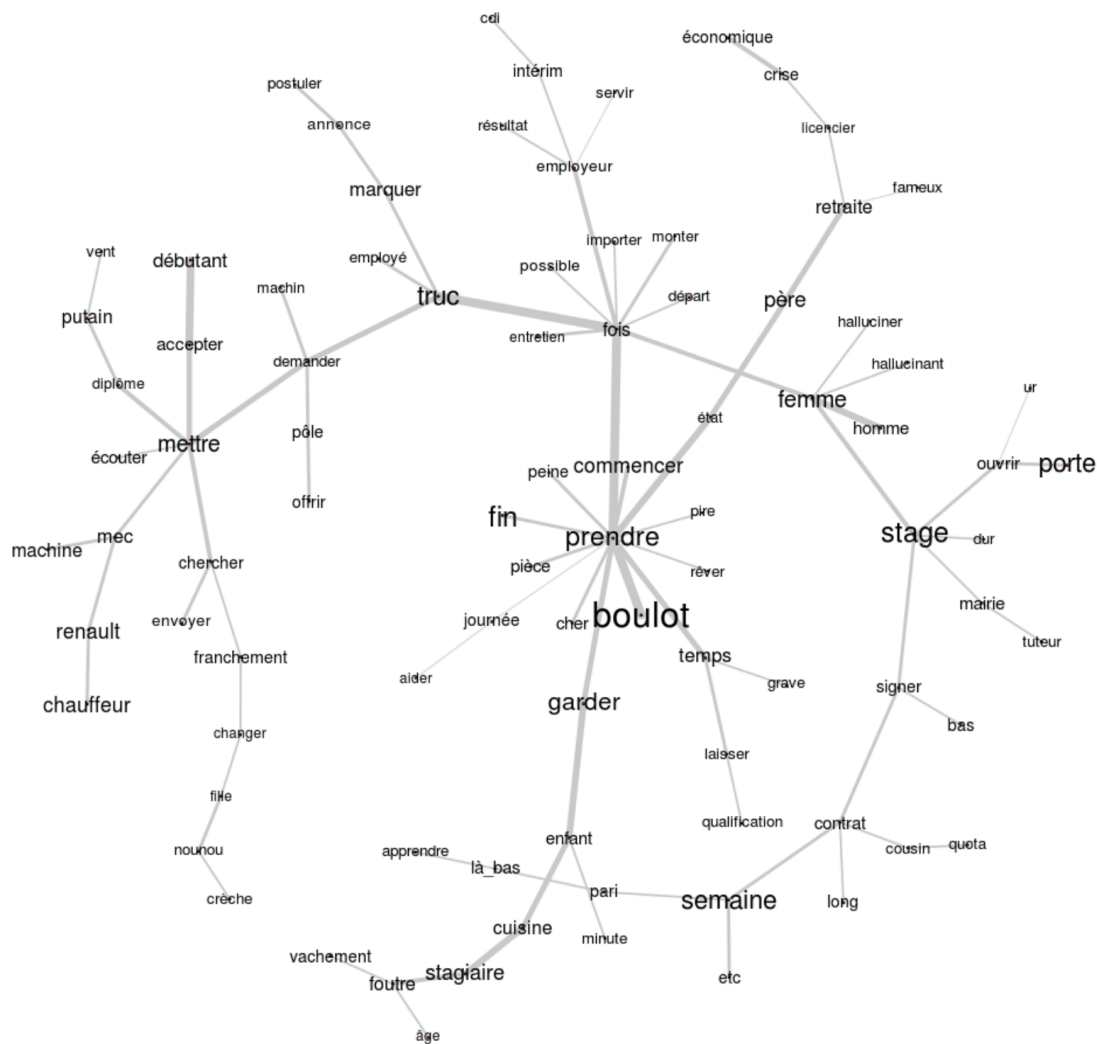 cdi
économique
intérim
crise
postuler
servir
annonce
résultat
licencier
employeur
marquer
fameux
retraite
importer
monter
vent
débutant
employé
possible
machin
truc
départ
père
putain
halluciner
fois
entretien
accepter
demander
hallucinant
diplôme
femme
ur
état
homme
pôle
mettre
écouter
peine
commencer
ouvrir
porte
offrir
pire
fin
stage
prendre
dur
mec
machine
chercher
pièce
rêver
mairie
envoyer
journée
cher
boulot
renault
tuteur
franchement
temps
aider
grave
signer
garder
chauffeur
bas
changer
laisser
fille
qualification
contrat
enfant
quota
cousin
nounou
apprendre
là_bas
pari
crèche
semaine
long
cuisine
minute
vachement
stagiaire
etc
foutre
âge